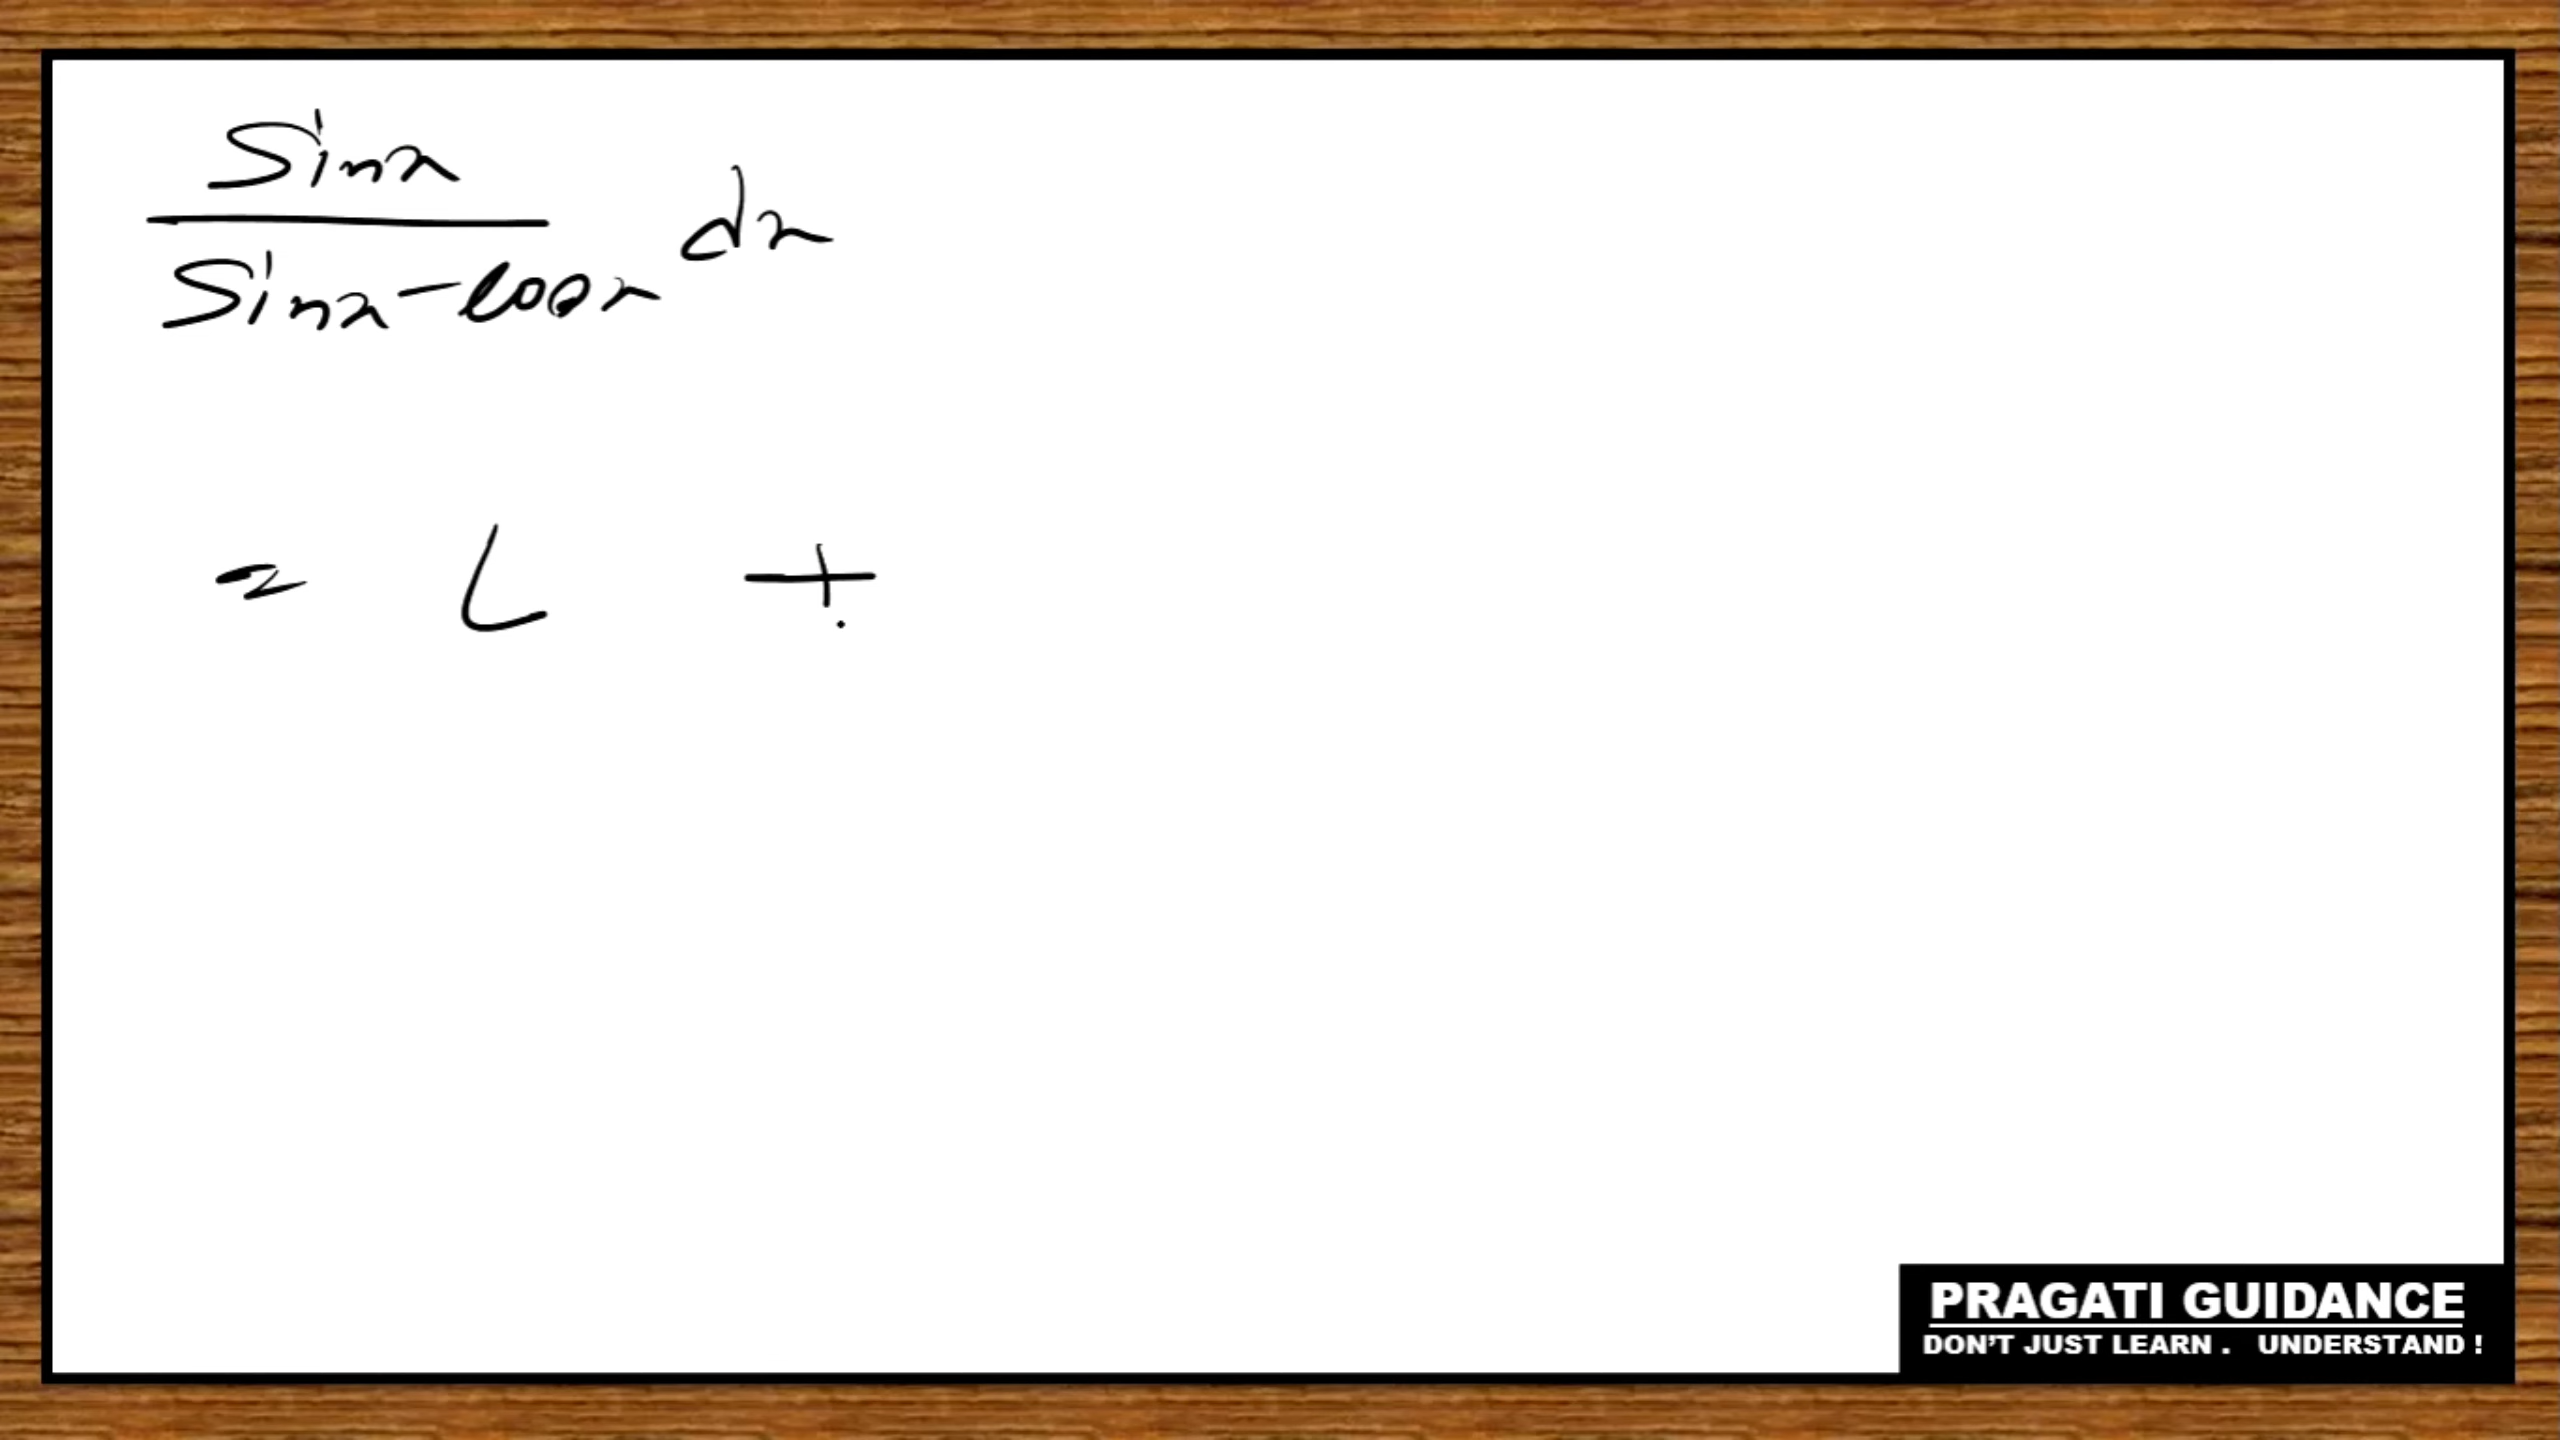 Sinx
Sinx - cosx dx
= L +
PRAGATI GUIDANCE
DON'T JUST LEARN . UNDERSTAND !